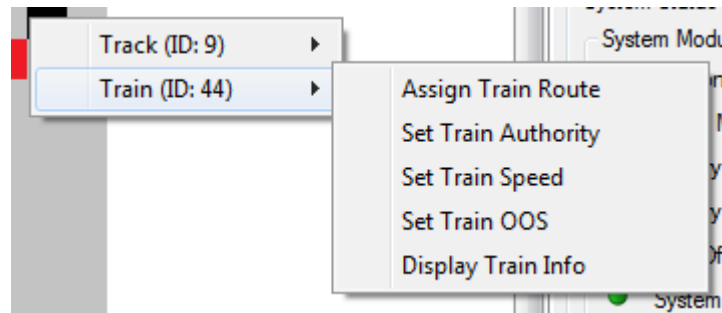 System Modu
Track (ID: 9)
Train (ID: 44)
Assign Train Route
Set Train Authority
Set Train Speed
Set Train OOS
Display Train Info
System